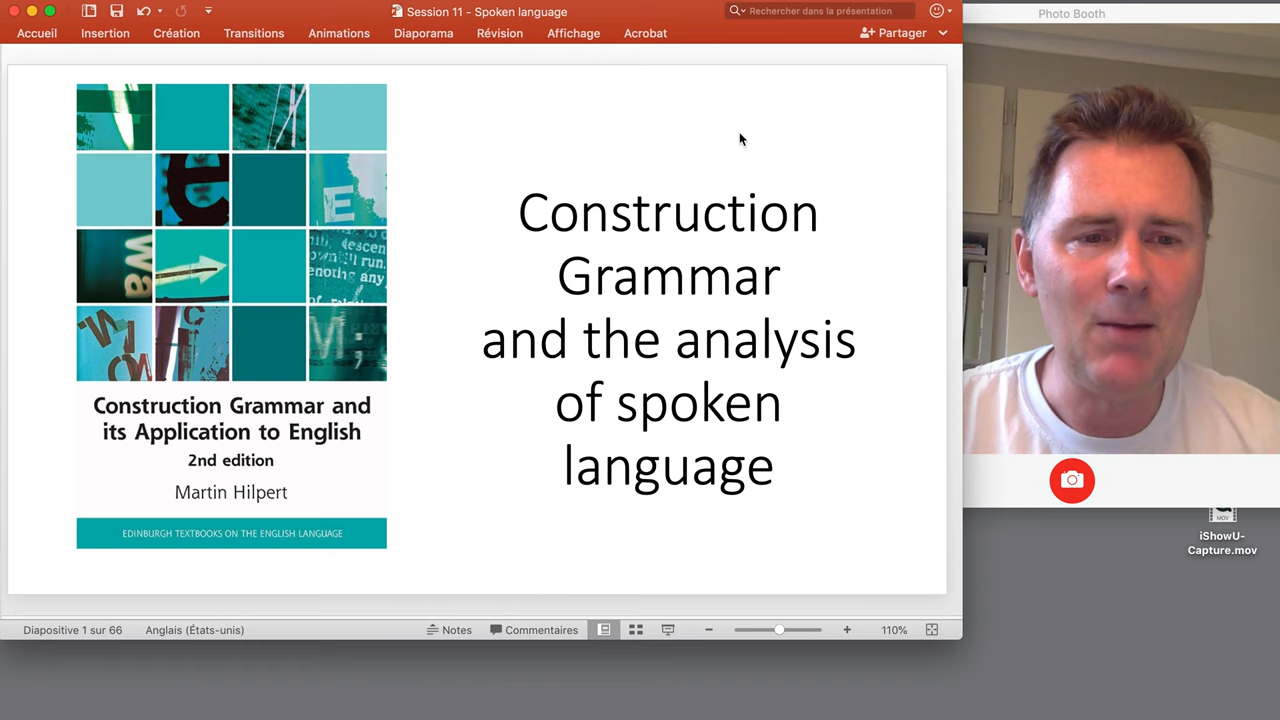 Session 11 - Spoken language
Rechercher dans la présentation
Photo Booth
Accueil
Insertion
Création
Transitions
Animations
Diaporama
Révision
Affichage
Acrobat
Partager
e
E
wa
Construction Grammar and
its Application to English
2nd edition
Martin Hilpert
EDINBURGH TEXTBOOKS ON THE ENGLISH LANGUAGE
Construction
Grammar
and the analysis
of spoken
language
MOV
iShowU-
Capture.mov
Diapositive 1 sur 66
Anglais (États-unis)
Notes
Commentaires
110%